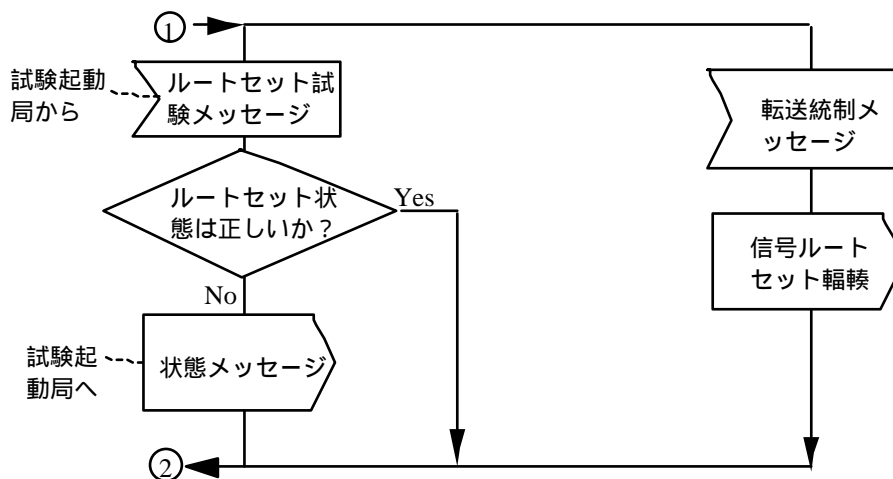 1
試験起動
局から
ルートセット試
験メッセージ
転送統制メ
ッセージ
ルートセット状
態は正しいか？
Yes
信号ルート
セット輻輳
No
試験起
動局へ
状態メッセージ
2